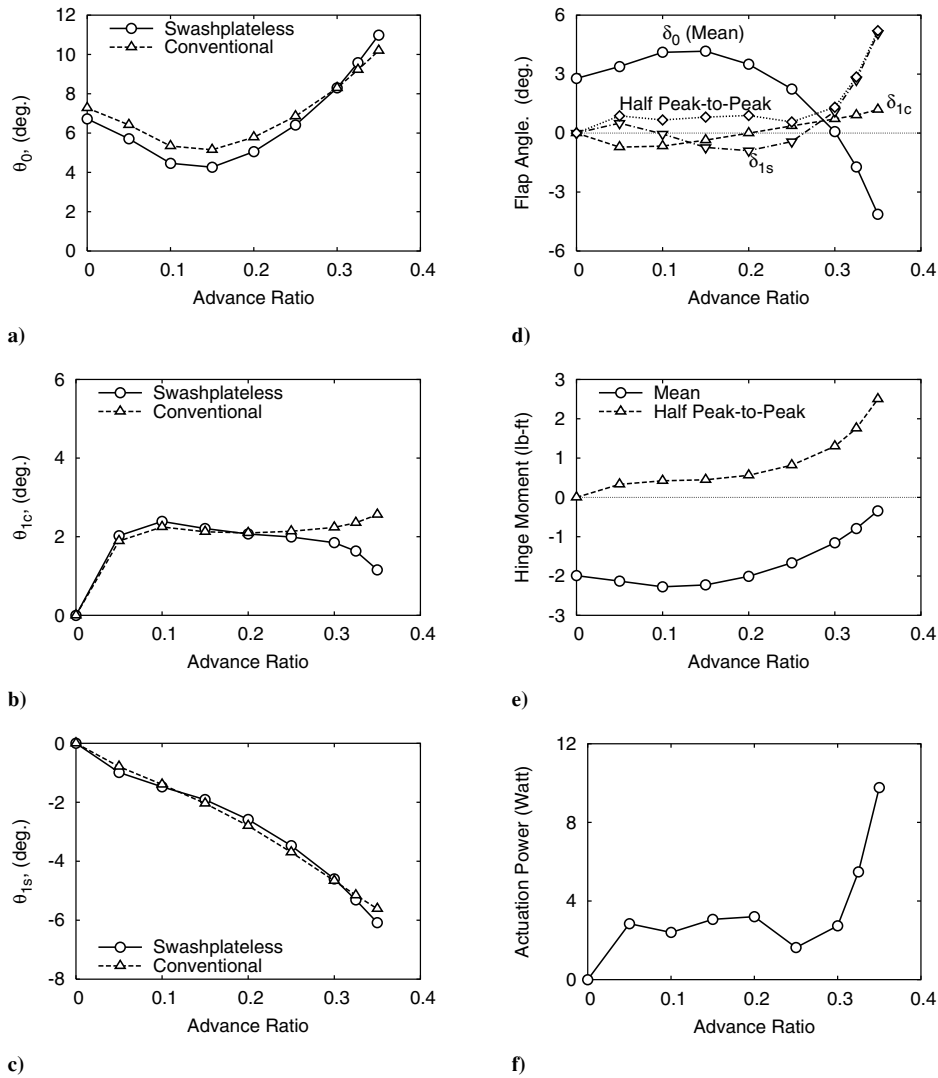 12
10
8
6
4
2
0
θ0, (deg.)
Swashplateless
Conventional
0
0.1
0.2
0.3
0.4
Advance Ratio
a)
6
4
2
0
θ1c, (deg.)
Swashplateless
Conventional
0
0.1
0.2
0.3
0.4
Advance Ratio
b)
0
-2
-4
-6
-8
θ1s, (deg.)
Swashplateless
Conventional
0
0.1
0.2
0.3
0.4
Advance Ratio
c)
6
3
0
-3
-6
Flap Angle. (deg.)
δ0 (Mean)
Half Peak-to-Peak
δ1c
δ1s
0
0.1
0.2
0.3
0.4
Advance Ratio
d)
3
2
1
0
-1
-2
-3
Hinge Moment (lb-ft)
Mean
Half Peak-to-Peak
0
0.1
0.2
0.3
0.4
Advance Ratio
e)
12
8
4
0
Actuation Power (Watt)
0
0.1
0.2
0.3
0.4
Advance Ratio
f)